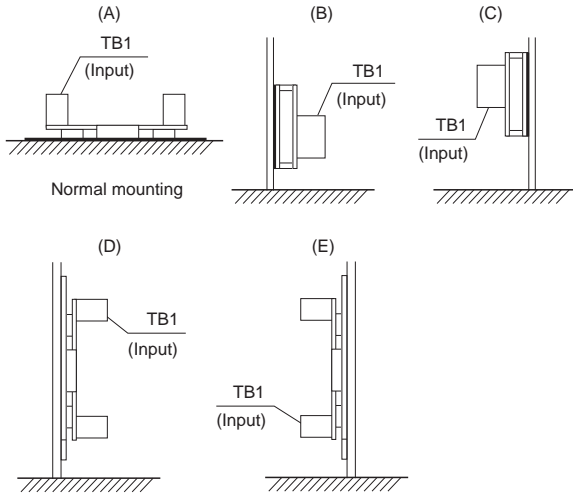 (A)
TB1
(Input)
Normal mounting
(B)
TB1
(Input)
(C)
TB1
(Input)
(D)
TB1
(Input)
(E)
TB1
(Input)